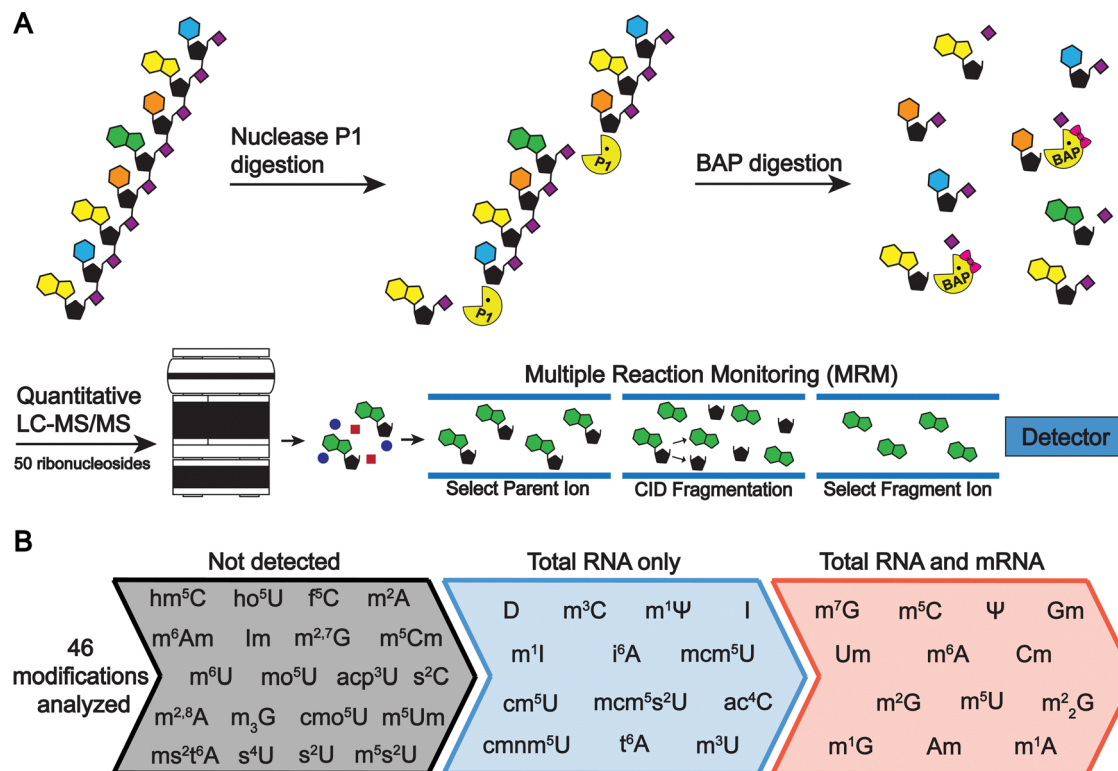 A
Nuclease P1
digestion
P1
P1
BAP digestion
BAP
BAP
Quantitative
LC-MS/MS
50 ribonucleosides
Multiple Reaction Monitoring (MRM)
Select Parent Ion
CID Fragmentation
Select Fragment Ion
Detector
B
46
modifications
analyzed
Not detected
hm⁵C ho⁵U f⁵C m²A
m⁶Am Im m²,⁷G m⁵Cm
m⁶U mo⁵U acp³U s²C
m²,⁸A m₃G cmo⁵U m⁵Um
ms²t⁶A s⁴U s²U m⁵s²U
Total RNA only
D m³C m¹Ψ I
m¹I i⁶A mcm⁵U
cm⁵U mcm⁵s²U ac⁴C
cmnm⁵U t⁶A m³U
Total RNA and mRNA
m⁷G m⁵C Ψ Gm
Um m⁶A Cm
m²G m⁵U m²₂G
m¹G Am m¹A